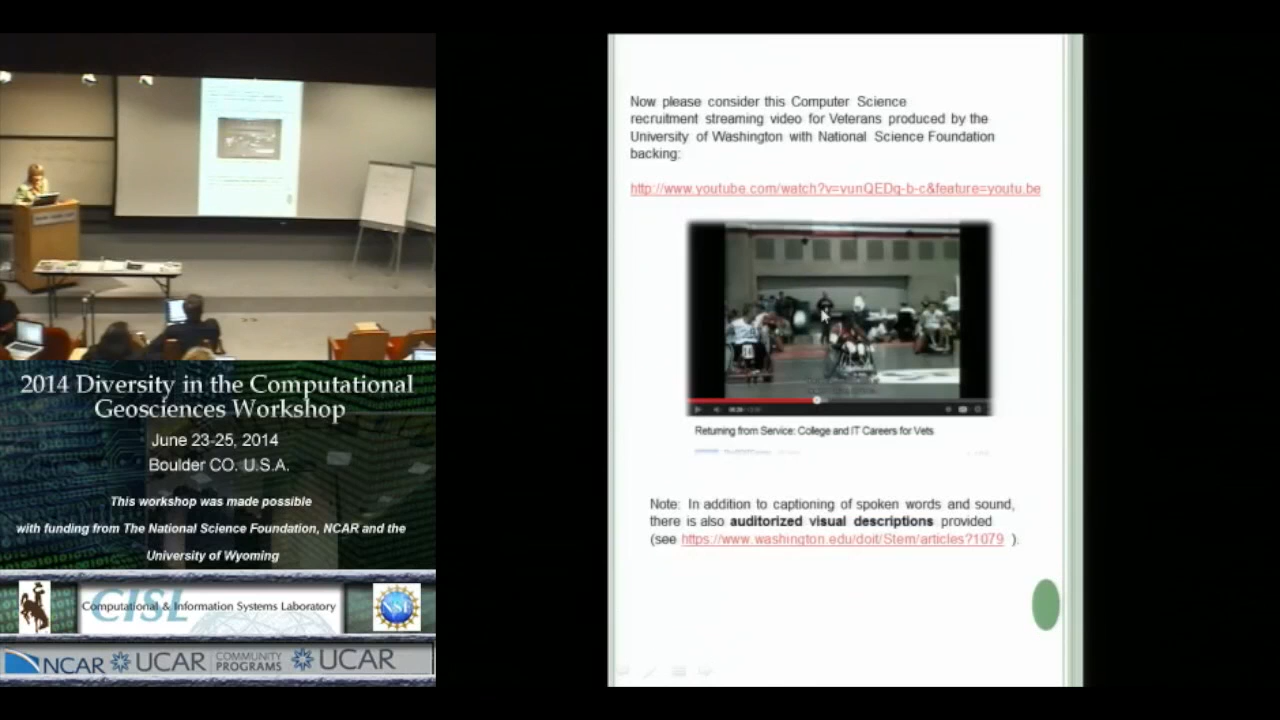 2014 Diversity in the Computational
Geosciences Workshop
June 23-25, 2014
Boulder CO. U.S.A.
This workshop was made possible
with funding from The National Science Foundation, NCAR and the
University of Wyoming
CISL
Computational & Information Systems Laboratory
NSF
NCAR
UCAR
COMMUNITY
PROGRAMS
UCAR
Now please consider this Computer Science
recruitment streaming video for Veterans produced by the
University of Washington with National Science Foundation
backing:
http://www.youtube.com/watch?v=vunQEDq-b-c&feature=youtu.be
Returning from Service: College and IT Careers for Vets
Note: In addition to captioning of spoken words and sound,
there is also auditorized visual descriptions provided
(see https://www.washington.edu/doit/Stem/articles?1079 ).